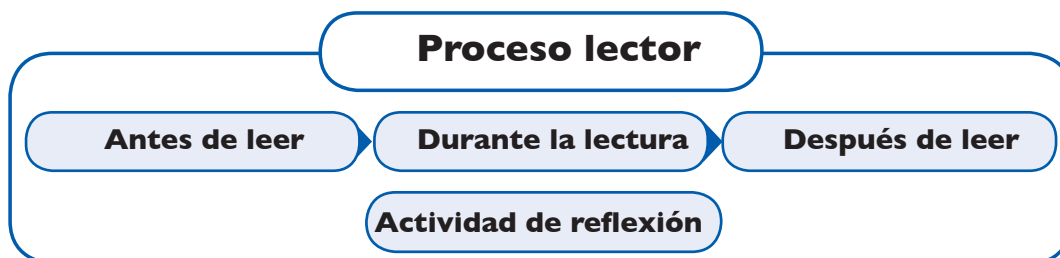 Proceso lector
Antes de leer Durante la lectura Después de leer
Actividad de reflexión